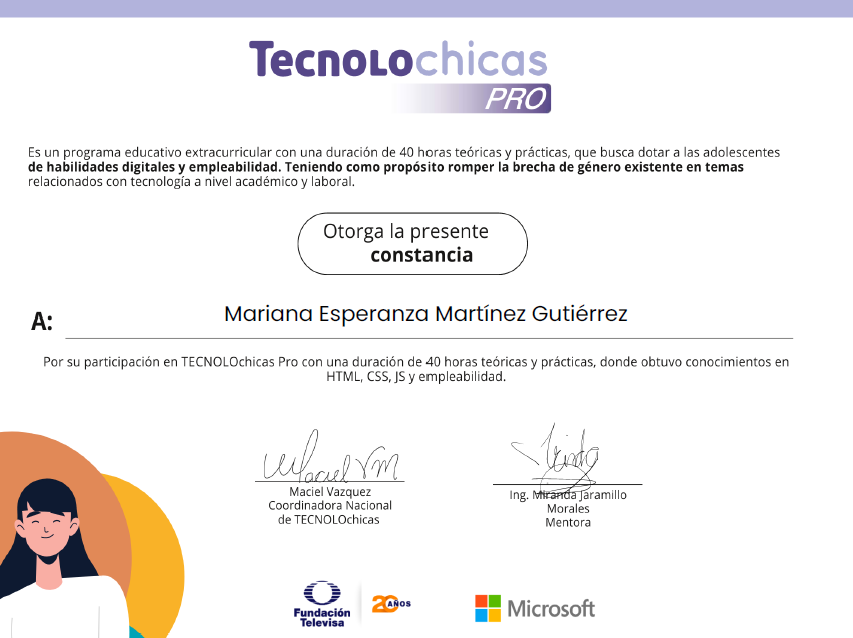 TECNOLOchicas
PRO
Es un programa educativo extracurricular con una duración de 40 horas teóricas y prácticas, que busca dotar a las adolescentes
de habilidades digitales y empleabilidad. Teniendo como propósito romper la brecha de género existente en temas
relacionados con tecnología a nivel académico y laboral.
Otorga la presente
constancia
A:
Mariana Esperanza Martínez Gutiérrez
Por su participación en TECNOLOchicas Pro con una duración de 40 horas teóricas y prácticas, donde obtuvo conocimientos en
HTML, CSS, JS y empleabilidad.
Maciel VM
Maciel Vazquez
Coordinadora Nacional
de TECNOLOchicas
Ing. Miranda Jaramillo
Morales
Mentora
Fundación
Televisa
20 AÑOS
Microsoft